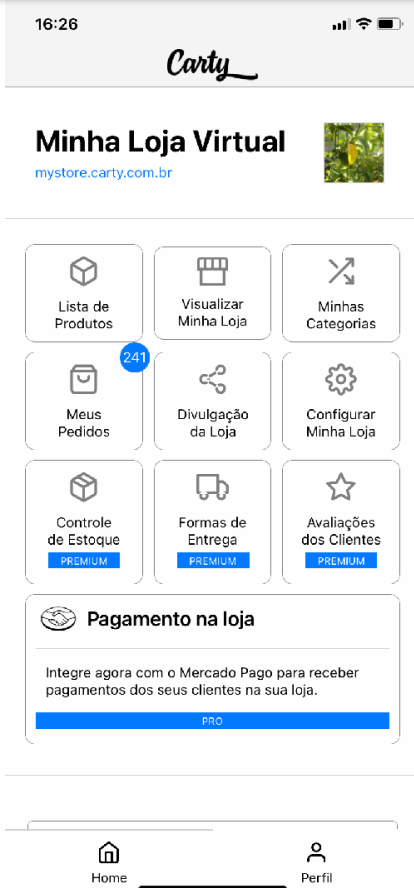 16:26
Carty
Minha Loja Virtual
mystore.carty.com.br
Lista de
Produtos
Visualizar
Minha Loja
Minhas
Categorias
241
Meus
Pedidos
Divulgação
da Loja
Configurar
Minha Loja
Controle
de Estoque
PREMIUM
Formas de
Entrega
PREMIUM
Avaliações
dos Clientes
PREMIUM
Pagamento na loja
Integre agora com o Mercado Pago para receber
pagamentos dos seus clientes na sua loja.
PRO
Home
Perfil